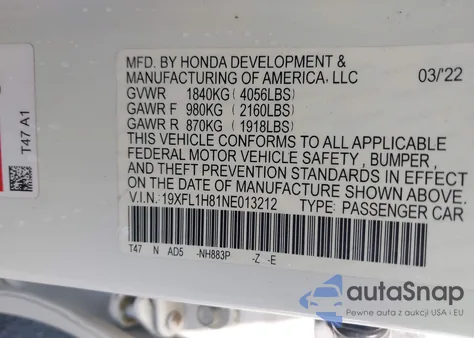 MFD. BY HONDA DEVELOPMENT &
MANUFACTURING OF AMERICA, LLC 03/'22
GVWR 1840KG (4056LBS)
GAWR F 980KG (2160LBS)
GAWR R 870KG (1918LBS)
THIS VEHICLE CONFORMS TO ALL APPLICABLE
FEDERAL MOTOR VEHICLE SAFETY, BUMPER,
AND THEFT PREVENTION STANDARDS IN EFFECT
ON THE DATE OF MANUFACTURE SHOWN ABOVE.
V.I.N.:19XFL1H81NE013212 TYPE: PASSENGER CAR
T47 N AD5 -NH883P -Z -E
T47 A1
autoSnap
Auta i części z aukcji USA i EU